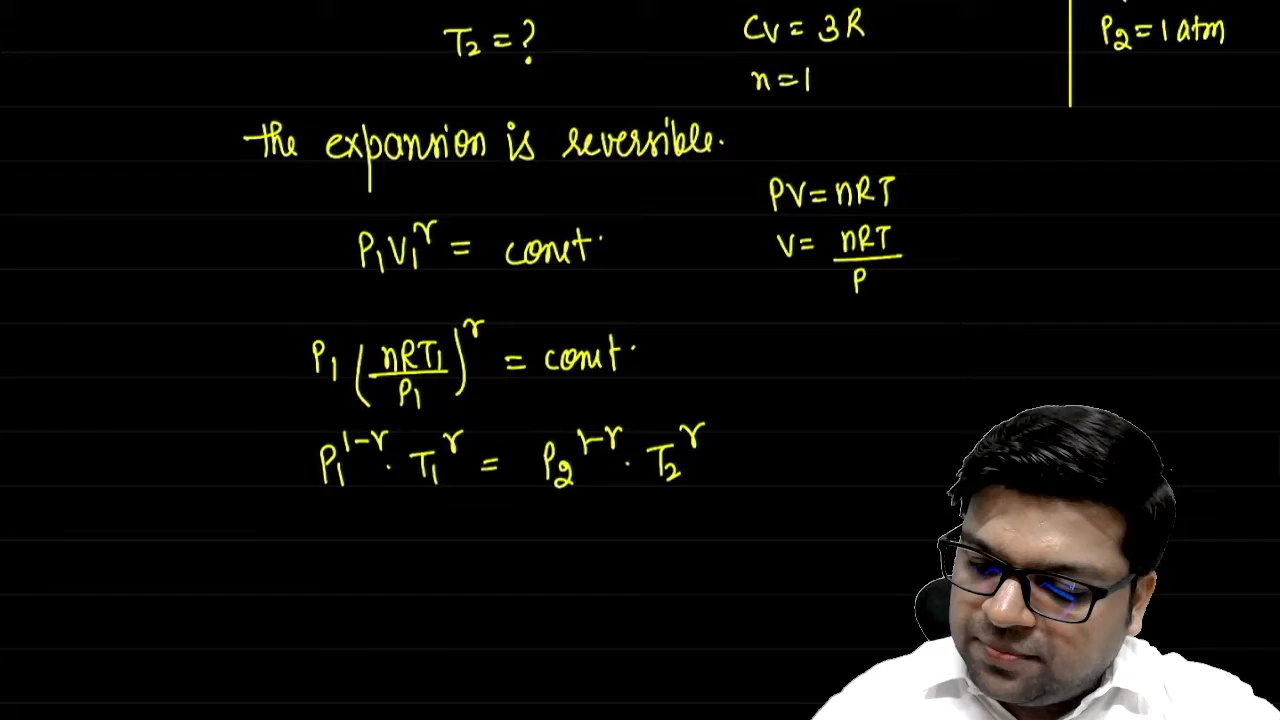 T₂ = ?
Cv = 3R
n = 1
P₂ = 1 atm
the expansion is reversible.
PV = nRT
V = nRT/P
P₁V₁^γ = const.
P₁(nRT₁/P₁)^γ = const.
P₁^(1-γ) · T₁^γ = P₂^(1-γ) · T₂^γ